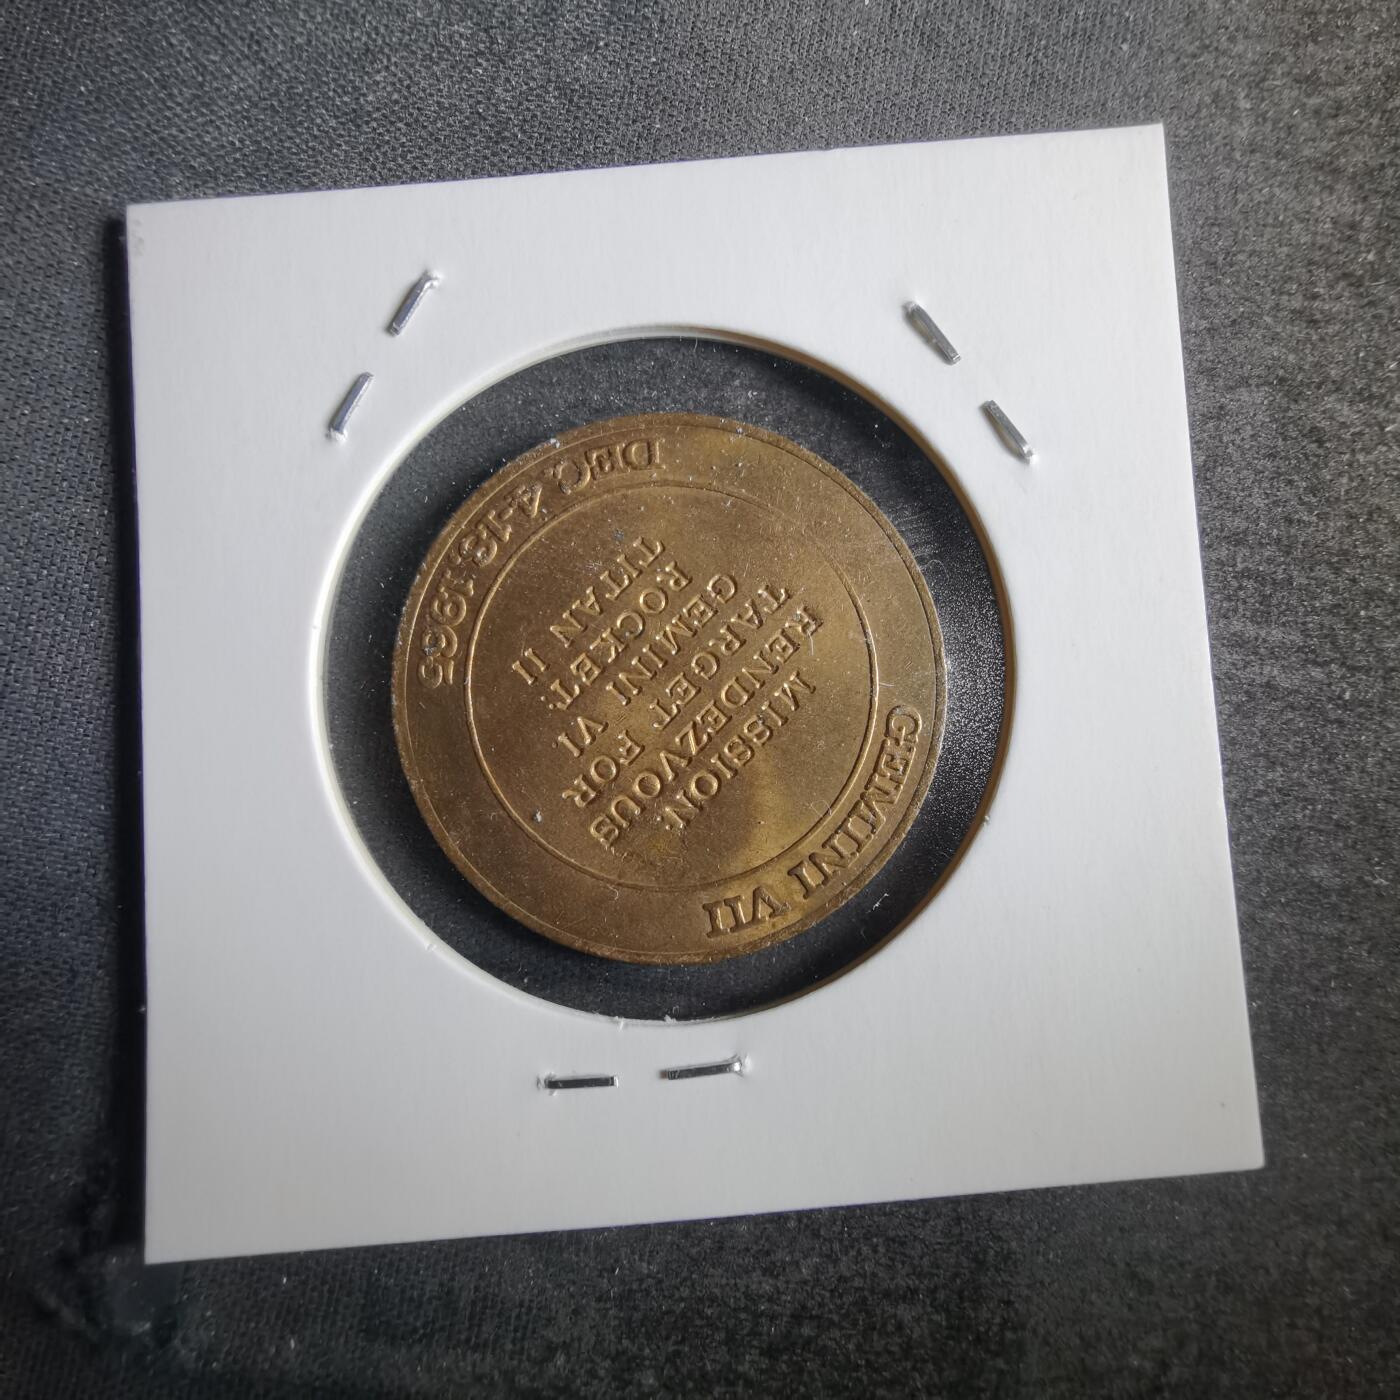 GEMINI VII
MISSION:
RENDEZVOUS
TARGET FOR
GEMINI VI
ROCKET:
TITAN II
DEC. 4-18, 1965